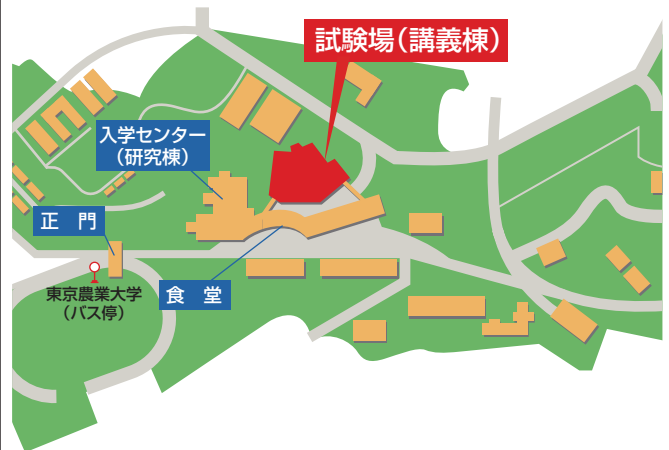 試験場（講義棟）
入学センター
（研究棟）
正　門
東京農業大学
（バス停）
食　堂